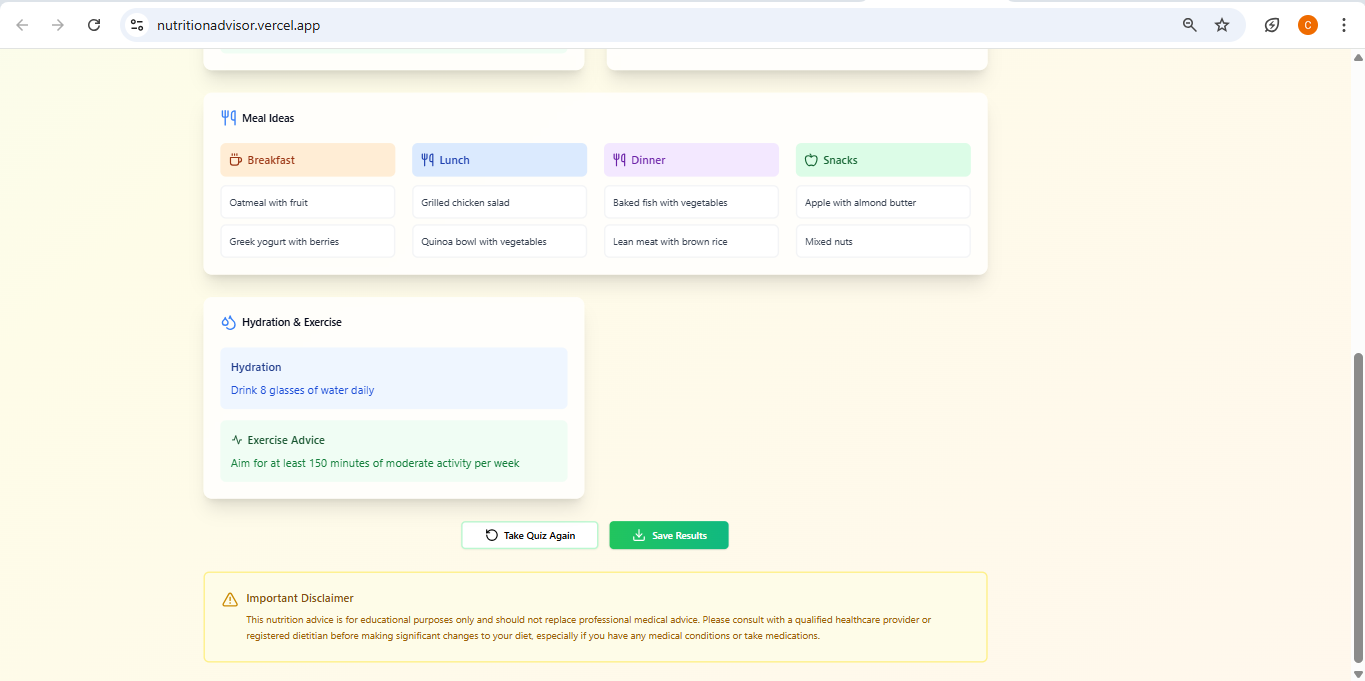 nutritionadvisor.vercel.app
C
Meal Ideas
Breakfast
Oatmeal with fruit
Greek yogurt with berries
Lunch
Grilled chicken salad
Quinoa bowl with vegetables
Dinner
Baked fish with vegetables
Lean meat with brown rice
Snacks
Apple with almond butter
Mixed nuts
Hydration & Exercise
Hydration
Drink 8 glasses of water daily
Exercise Advice
Aim for at least 150 minutes of moderate activity per week
Take Quiz Again
Save Results
Important Disclaimer
This nutrition advice is for educational purposes only and should not replace professional medical advice. Please consult with a qualified healthcare provider or
registered dietitian before making significant changes to your diet, especially if you have any medical conditions or take medications.